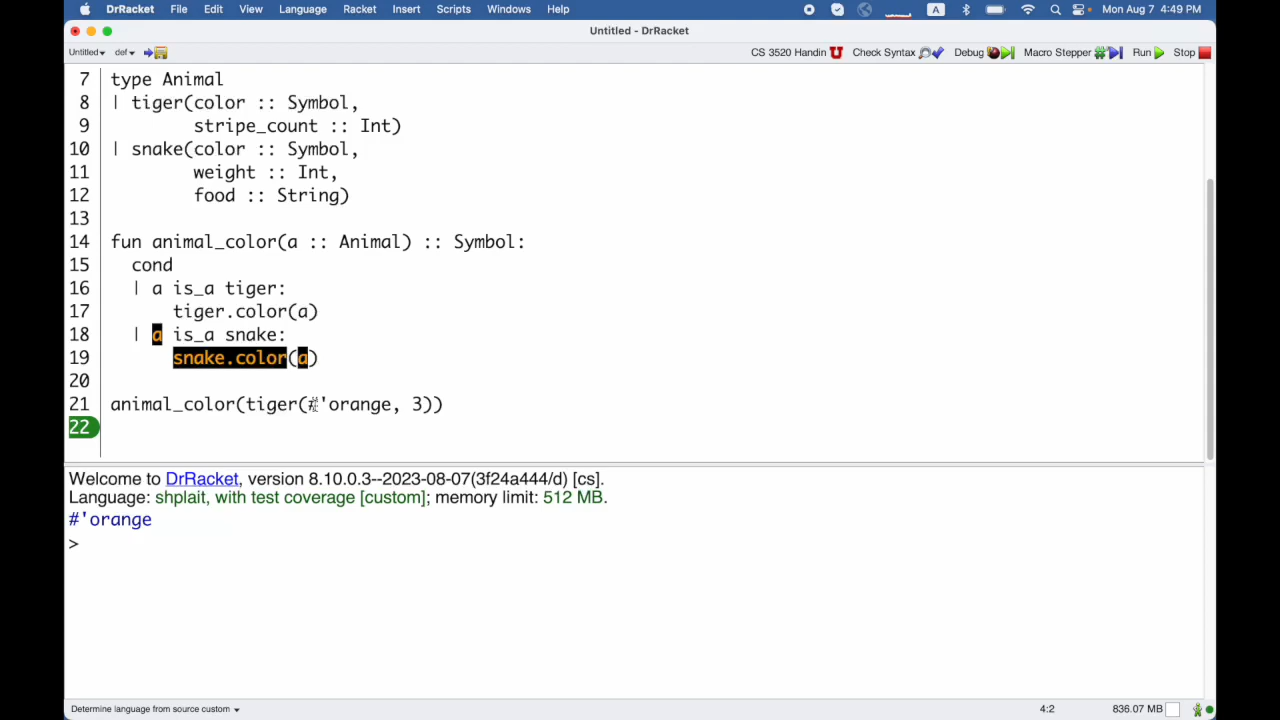 DrRacket File Edit View Language Racket Insert Scripts Windows Help A Mon Aug 7 4:49 PM
Untitled - DrRacket
Untitled▾ def▾ CS 3520 Handin Check Syntax Debug Macro Stepper Run Stop
7 type Animal
8 | tiger(color :: Symbol,
9 stripe_count :: Int)
10 | snake(color :: Symbol,
11 weight :: Int,
12 food :: String)
13
14 fun animal_color(a :: Animal) :: Symbol:
15 cond
16 | a is_a tiger:
17 tiger.color(a)
18 | a is_a snake:
19 snake.color(a)
20
21 animal_color(tiger(#'orange, 3))
22
Welcome to DrRacket, version 8.10.0.3--2023-08-07(3f24a444/d) [cs].
Language: shplait, with test coverage [custom]; memory limit: 512 MB.
#'orange
>
Determine language from source custom ▾ 4:2 836.07 MB